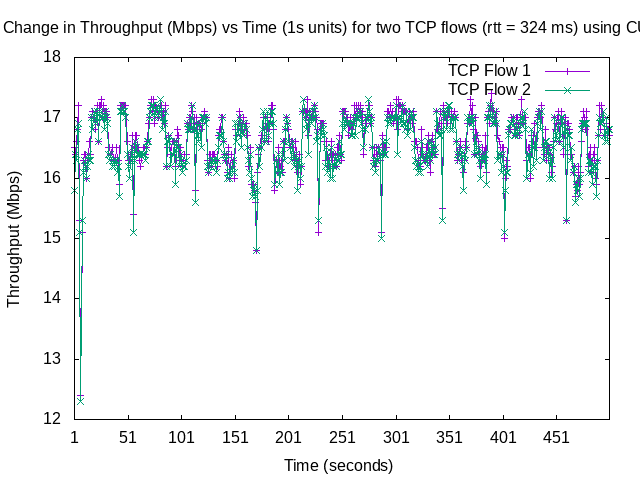 Change in Throughput (Mbps) vs Time (1s units) for two TCP flows (rtt = 324 ms) using CU
18
17
16
15
14
13
12
Throughput (Mbps)
TCP Flow 1
TCP Flow 2
1 51 101 151 201 251 301 351 401 451
Time (seconds)